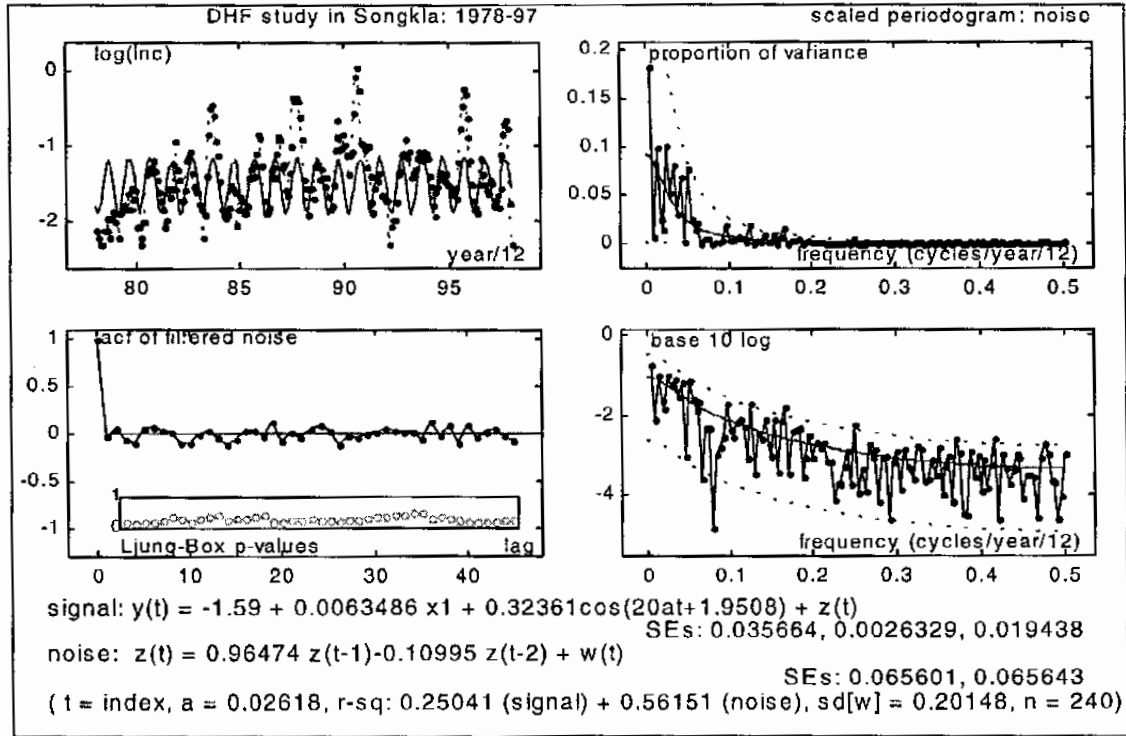 DHF study in Songkla: 1978-97
scaled periodogram: noise
log(Inc)
0
-1
-2
year/12
80 85 90 95
proportion of variance
0.2
0.15
0.1
0.05
0
frequency (cycles/year/12)
0 0.1 0.2 0.3 0.4 0.5
acf of filtered noise
1
0.5
0
-0.5
-1
1
0
Ljung-Box p-values
lag
0 10 20 30 40
base 10 log
0
-2
-4
frequency (cycles/year/12)
0 0.1 0.2 0.3 0.4 0.5
signal: y(t) = -1.59 + 0.0063486 x1 + 0.32361cos(20at+1.9508) + z(t)
SEs: 0.035664, 0.0026329, 0.019438
noise: z(t) = 0.96474 z(t-1)-0.10995 z(t-2) + w(t)
SEs: 0.065601, 0.065643
( t = index, a = 0.02618, r-sq: 0.25041 (signal) + 0.56151 (noise), sd[w] = 0.20148, n = 240)